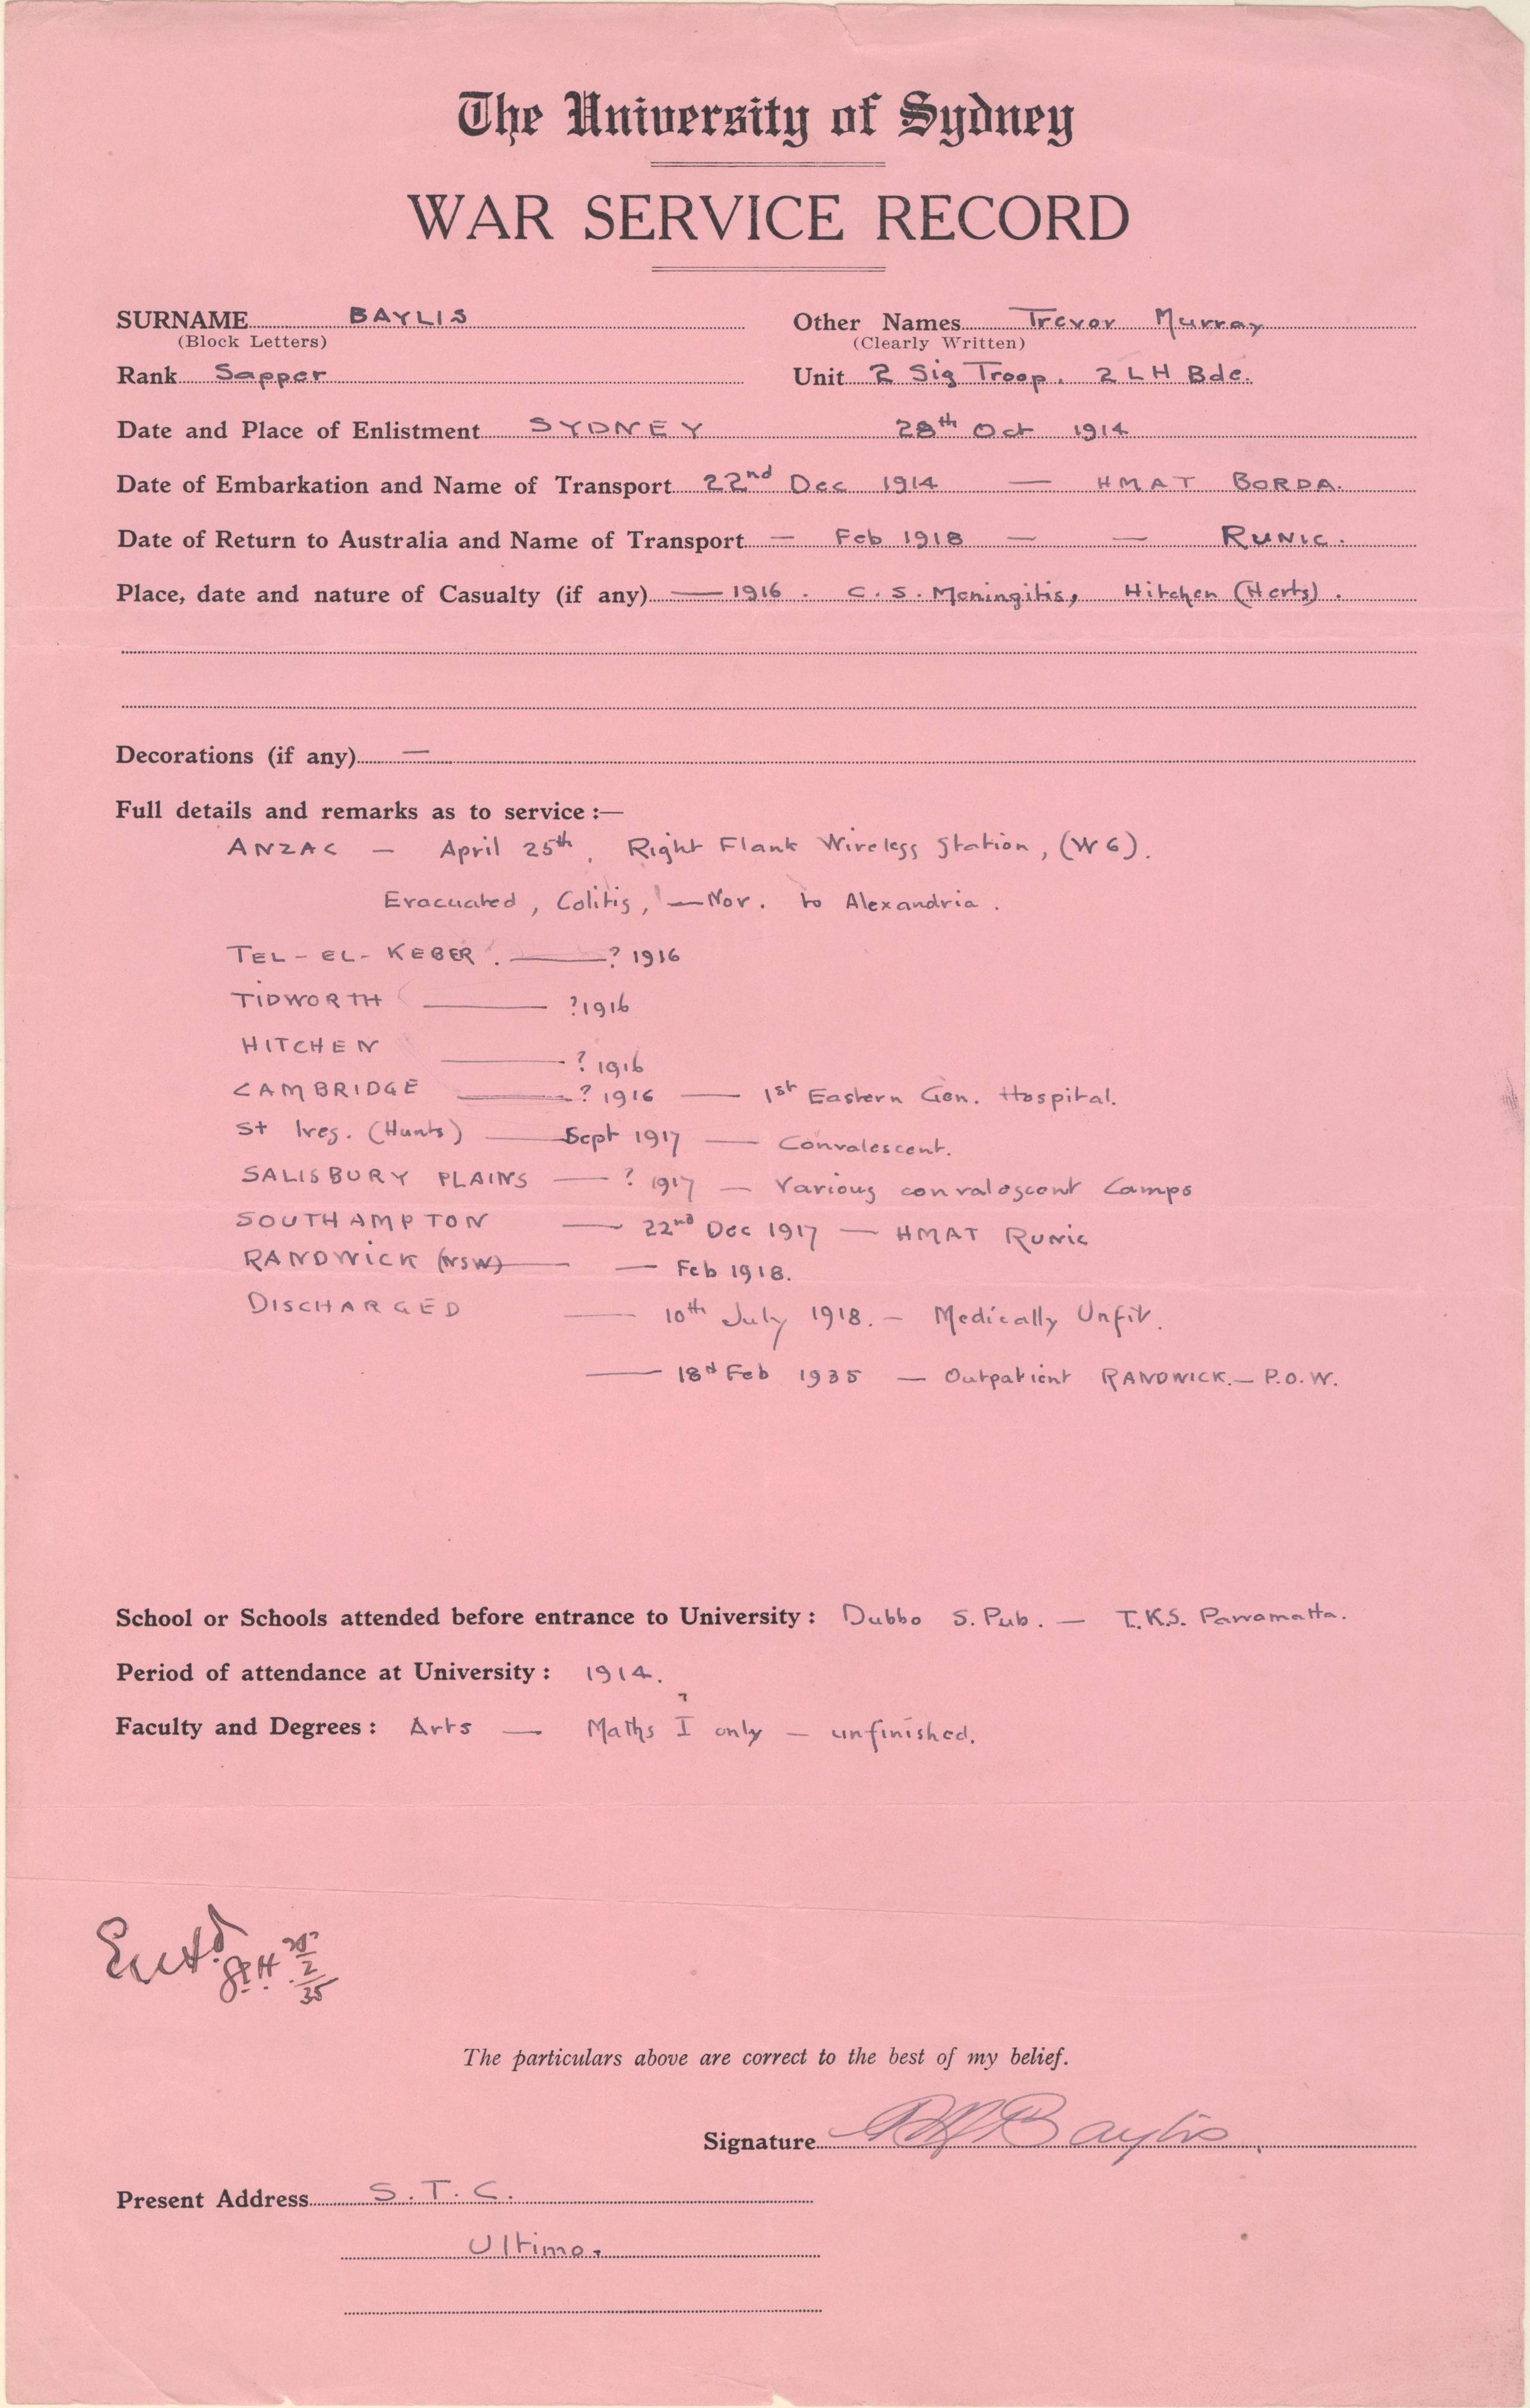 The University of Sydney
WAR SERVICE RECORD
SURNAME BAYLIS Other Names Trevor Murray
(Block Letters) (Clearly Written)
Rank Sapper Unit 2 Sig Troop. 2 LH Bde.
Date and Place of Enlistment SYDNEY 28th Oct 1914
Date of Embarkation and Name of Transport 22nd Dec 1914 — HMAT BORDA.
Date of Return to Australia and Name of Transport — Feb 1918 — — RUNIC.
Place, date and nature of Casualty (if any) — 1916. C. S. Meningitis, Hitchen (Herts).
Decorations (if any) —
Full details and remarks as to service :—
ANZAC — April 25th, Right Flank Wireless Station, (W6).
Evacuated, Colitis, — Nov. to Alexandria.
TEL-EL-KEBER. — ? 1916
TIDWORTH — ? 1916
HITCHEN — ? 1916
CAMBRIDGE — ? 1916 — 1st Eastern Gen. Hospital.
St Ives. (Hunts) — Sept 1917 — Convalescent.
SALISBURY PLAINS — ? 1917 — Various convalescent Camps
SOUTHAMPTON — 22nd Dec 1917 — HMAT Runic
RANDWICK (NSW) — — Feb 1918.
DISCHARGED — 10th July 1918. — Medically Unfit.
— 18d Feb 1935 — Outpatient RANDWICK. — P.O.W.
School or Schools attended before entrance to University : Dubbo S. Pub. — T.K.S. Parramatta.
Period of attendance at University : 1914.
Faculty and Degrees : Arts — Maths I only — unfinished.
Entd. 2 35
The particulars above are correct to the best of my belief.
Signature Baylis
Present Address S. T. C.
Ultimo.